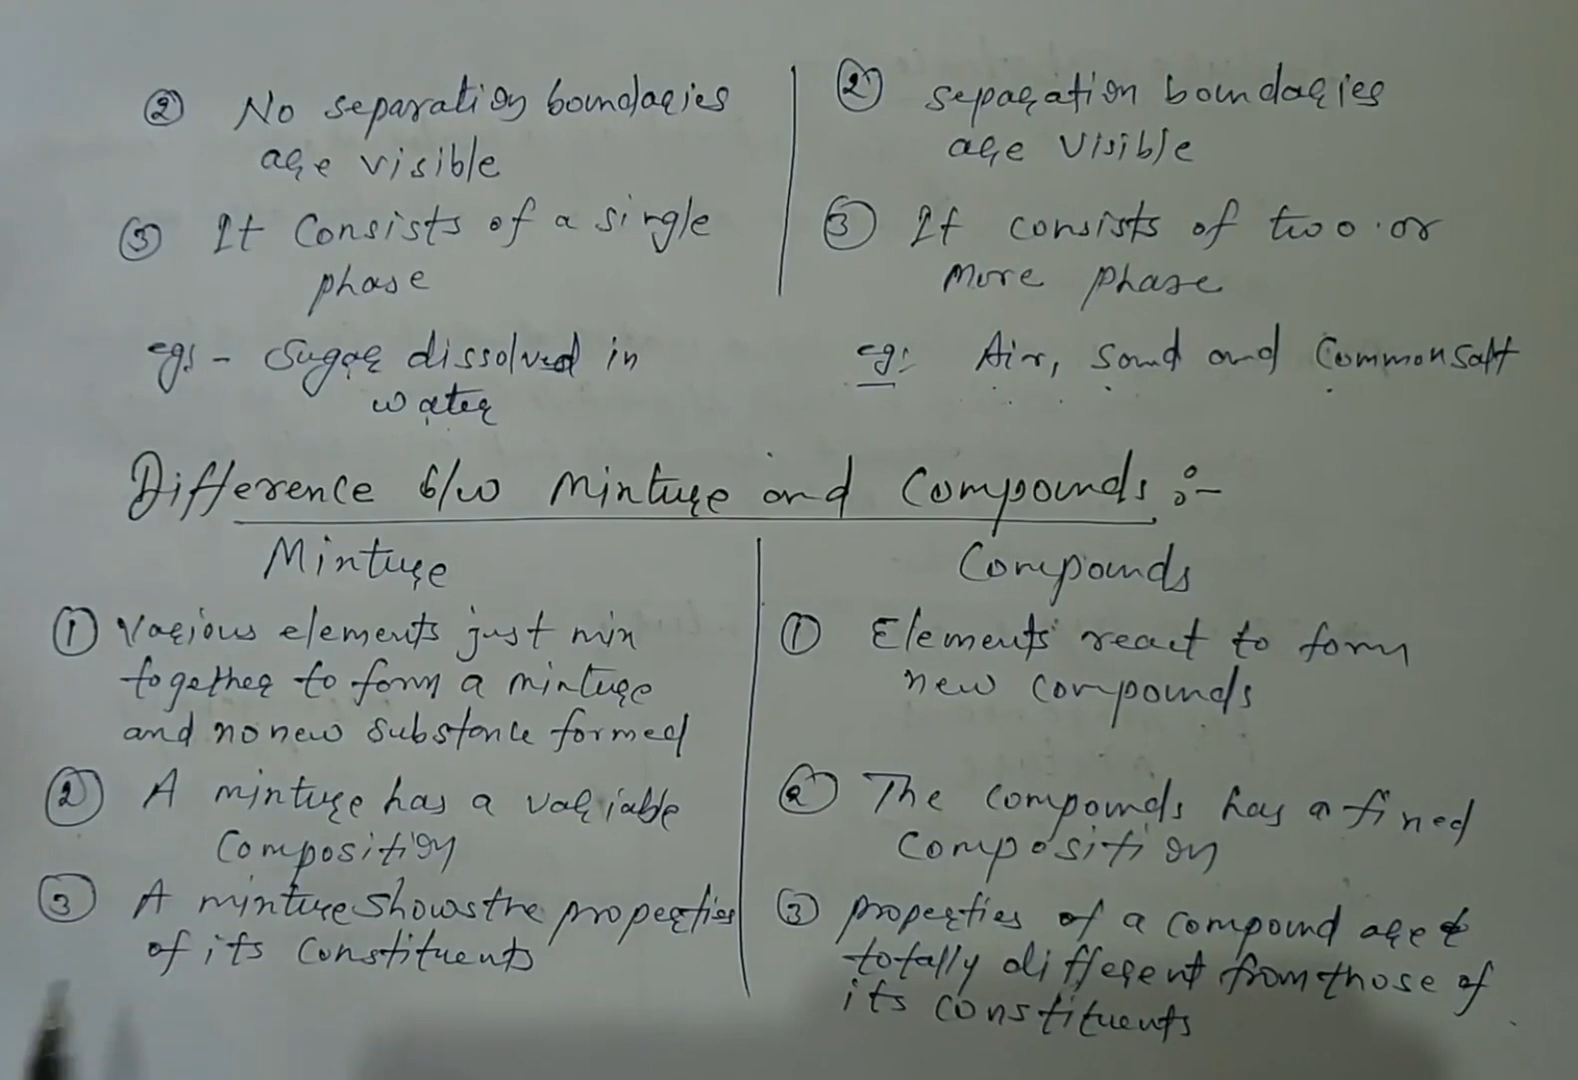 ② No separation boundaries
are visible
③ It Consists of a single
phase
eg:- Sugar dissolved in
water
② separation boundaries
are visible
③ It consists of two or
more phase
eg: Air, Sand and Common salt
Difference b/w Mixture and Compounds :-
Mixture
① Various elements just mix
together to form a mixture
and no new substance formed
② A mixture has a variable
Composition
③ A mixture shows the properties
of its Constituents
Compounds
① Elements react to form
new compounds
② The compounds has a fixed
composition
③ properties of a compound are t
totally different from those of
its constituents